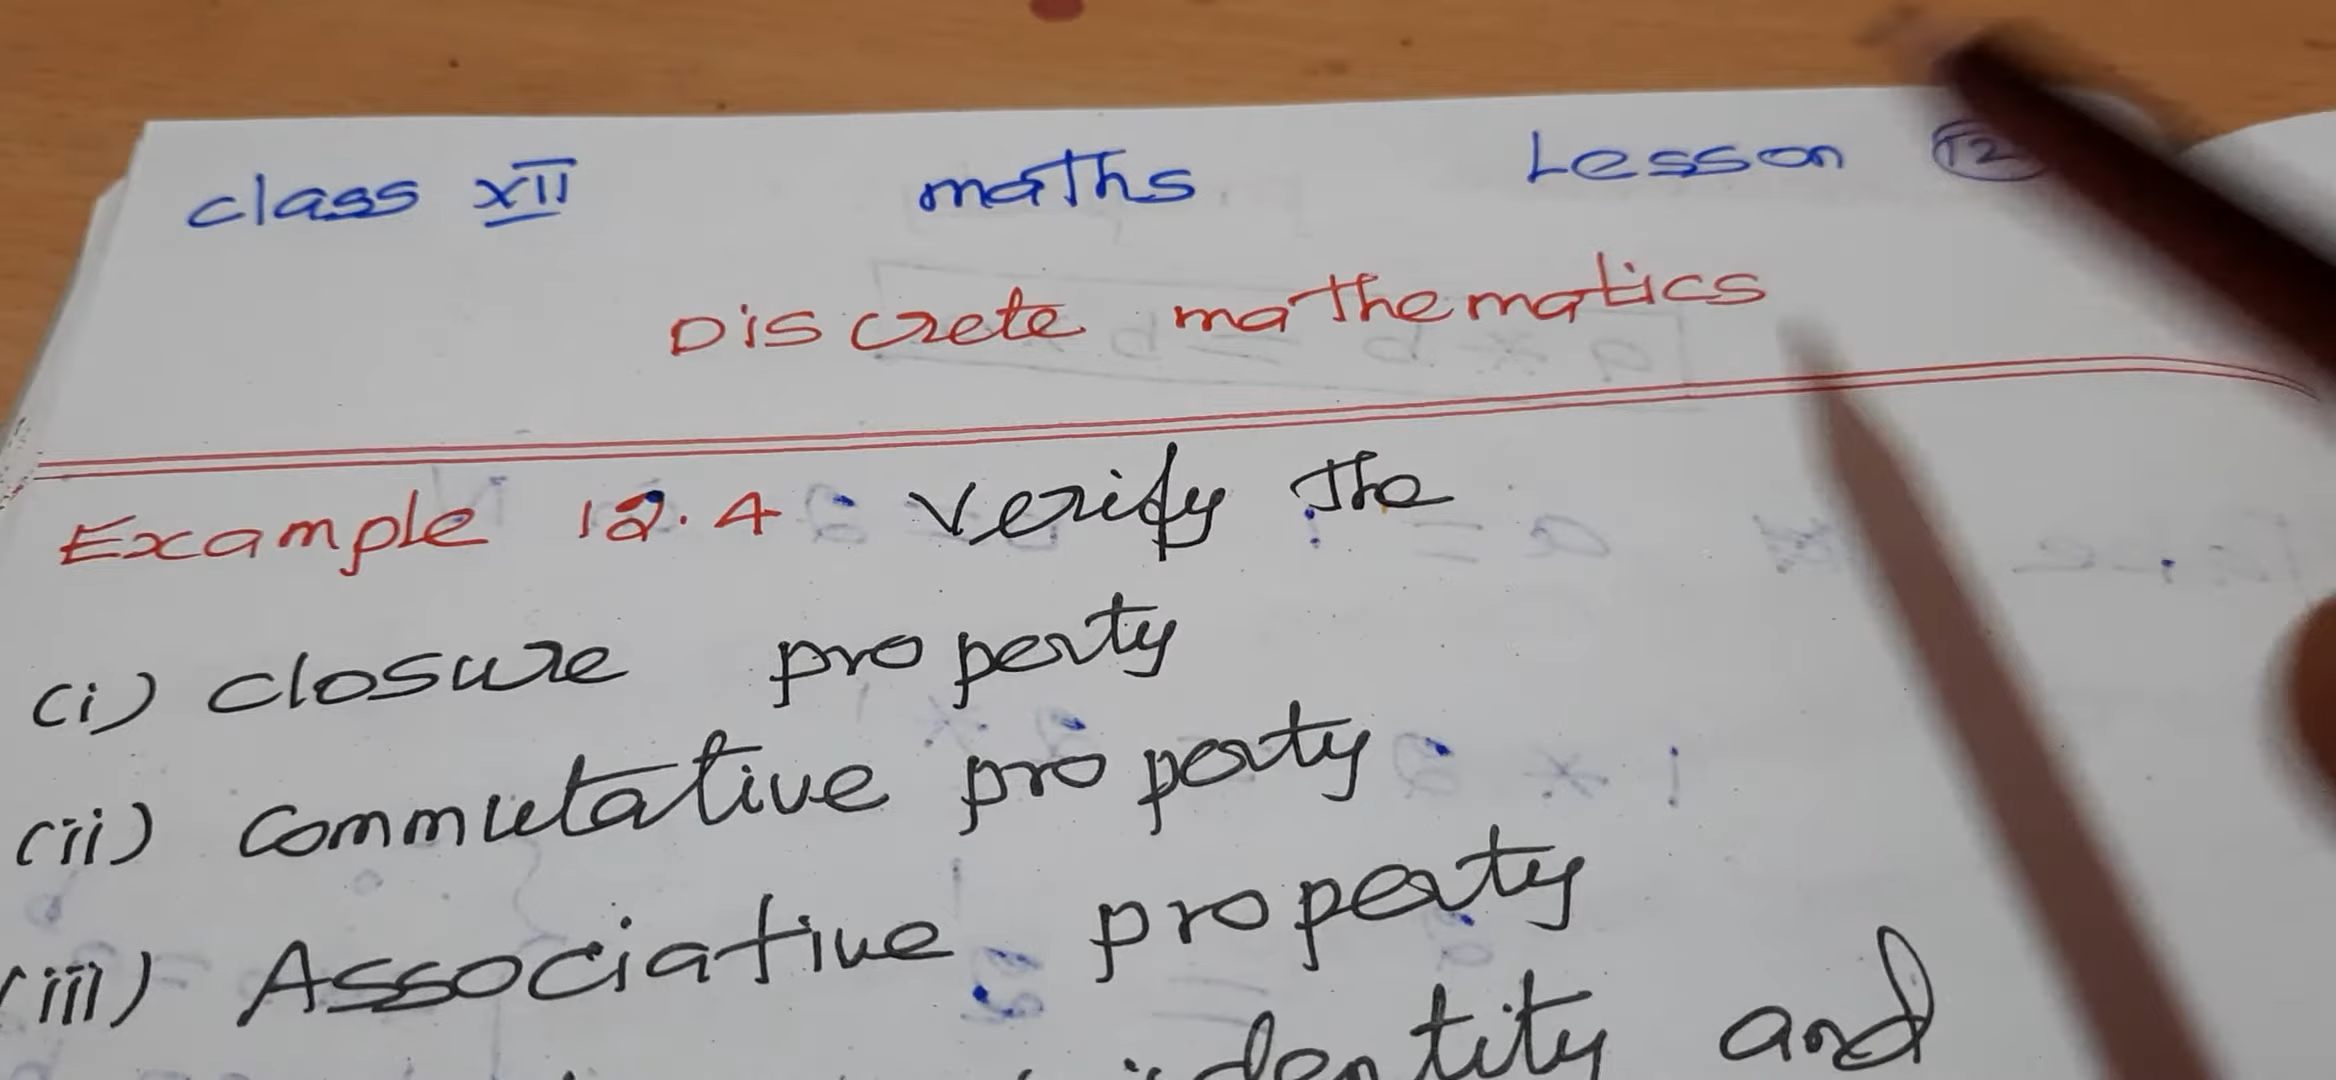 class XII maths Lesson 12
Discrete mathematics
Example 12.4 Verify the
(i) closure property
(ii) commutative property
(iii) Associative property
identity and